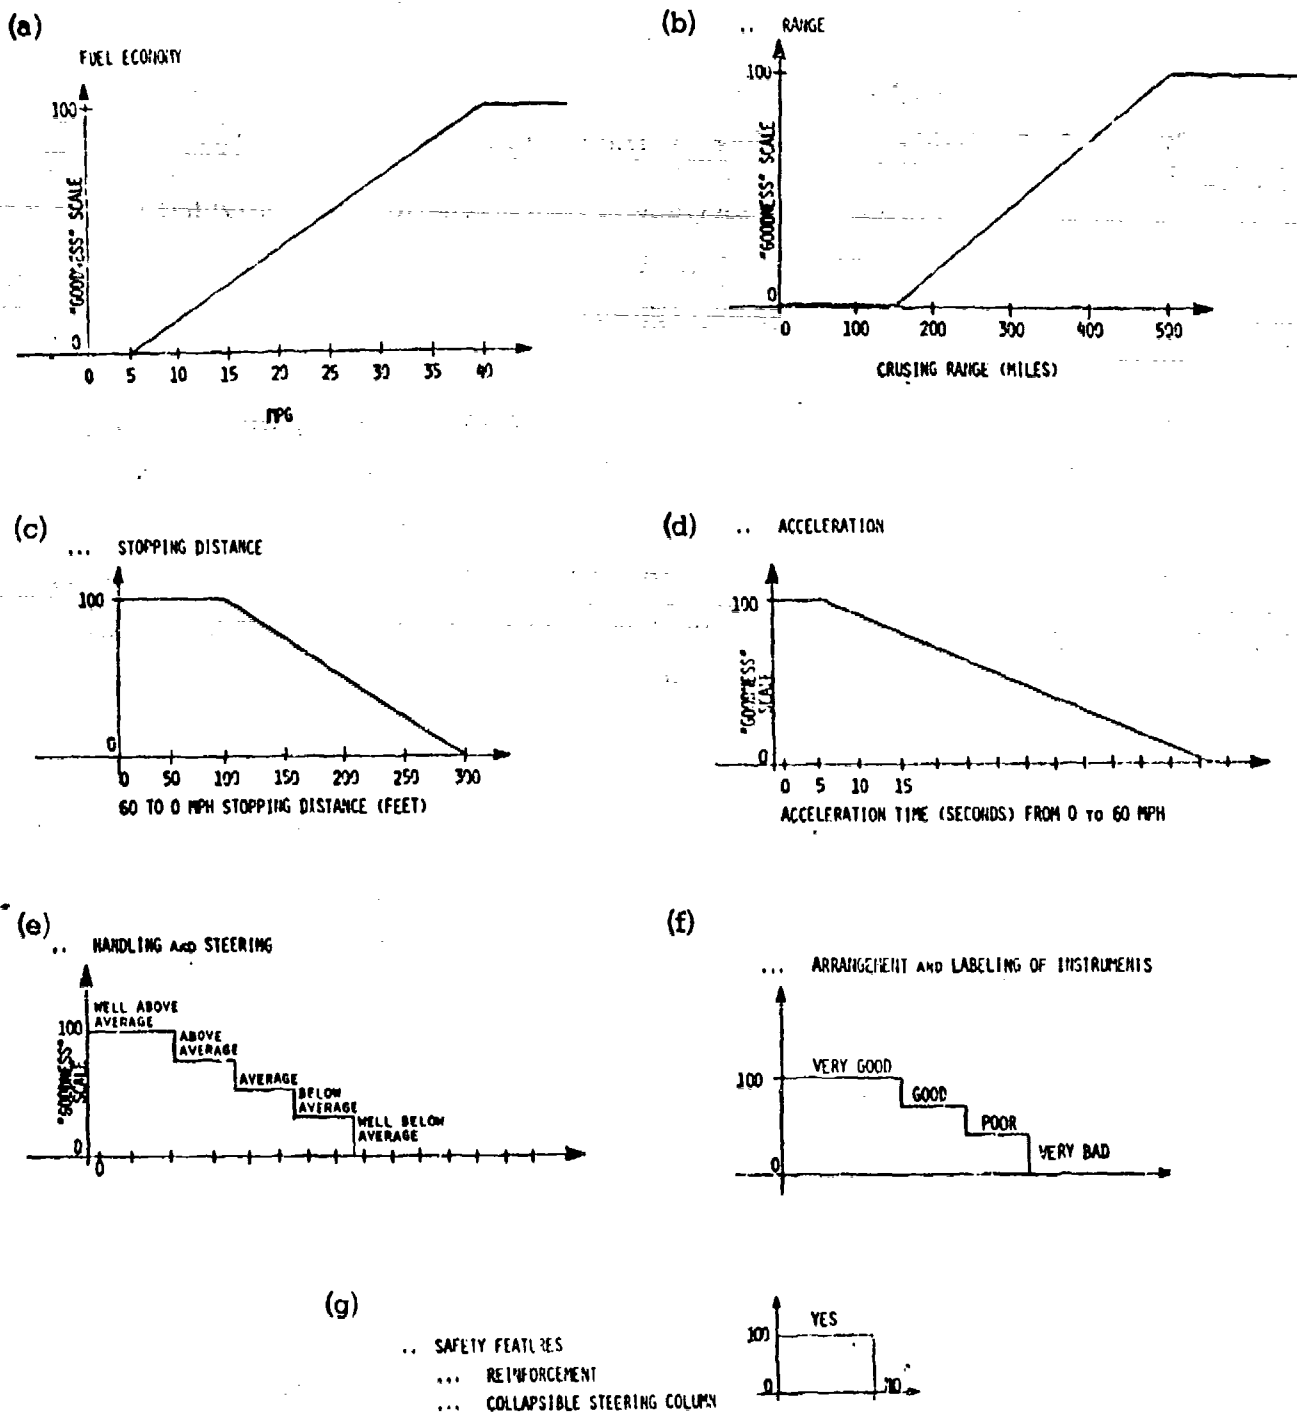 (a)
FUEL ECONOMY
100
"GOODNESS" SCALE
0
0 5 10 15 20 25 30 35 40
MPG
(b)
.. RANGE
100
"GOODNESS" SCALE
0
0 100 200 300 400 500
CRUSING RANGE (MILES)
(c)
... STOPPING DISTANCE
100
0
0 50 100 150 200 250 300
60 TO 0 MPH STOPPING DISTANCE (FEET)
(d)
.. ACCELERATION
100
"GOODNESS"
SCALE
0
0 5 10 15
ACCELERATION TIME (SECONDS) FROM 0 TO 60 MPH
(e)
.. HANDLING AND STEERING
WELL ABOVE
AVERAGE
100
ABOVE
AVERAGE
AVERAGE
BELOW
AVERAGE
WELL BELOW
AVERAGE
"GOODNESS"
SCALE
0
0
(f)
... ARRANGEMENT AND LABELING OF INSTRUMENTS
100
VERY GOOD
GOOD
POOR
VERY BAD
0
(g)
.. SAFETY FEATURES
... REINFORCEMENT
... COLLAPSIBLE STEERING COLUMN
100
YES
0
NO